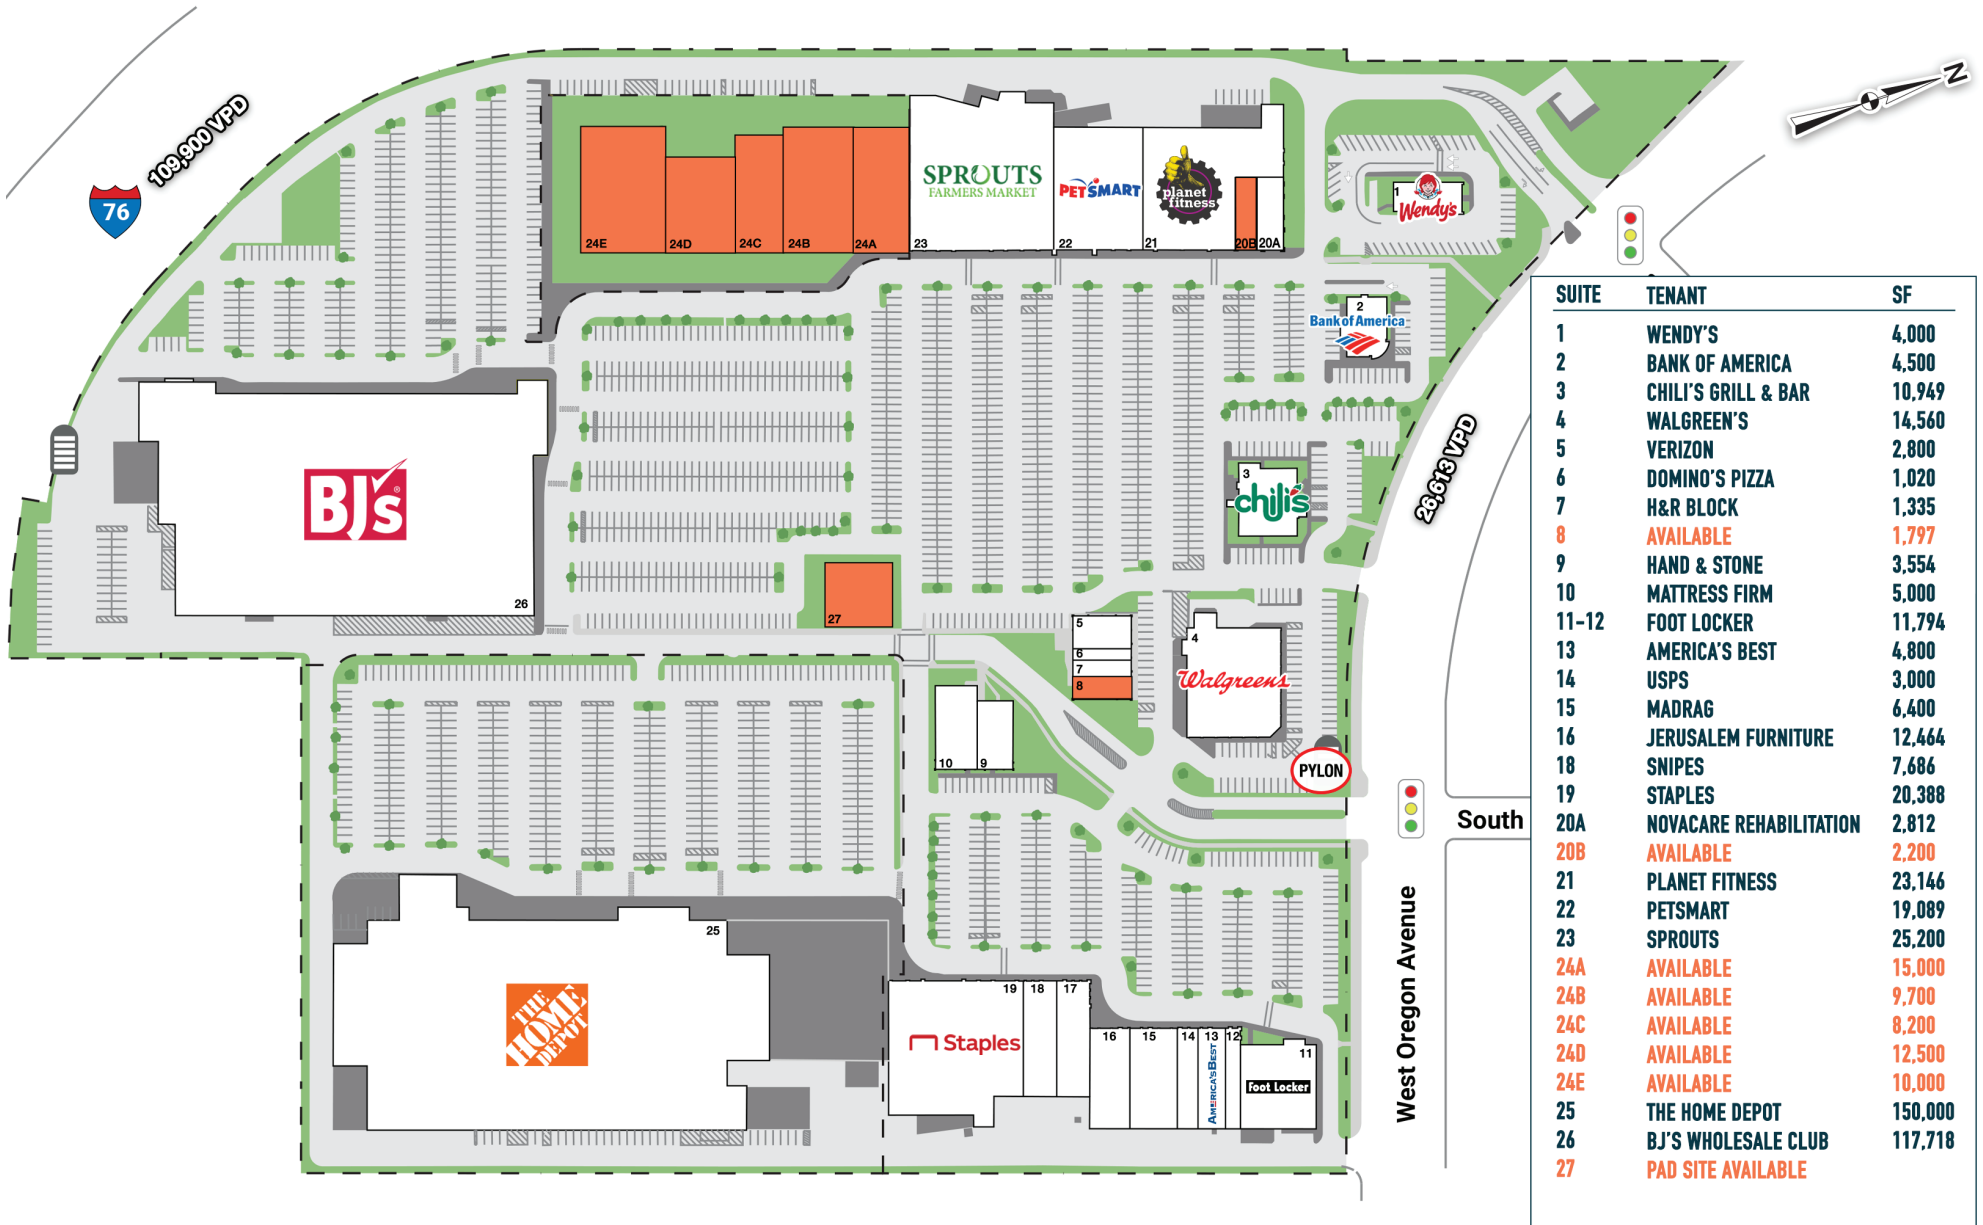 N
109,900 VPD
76
24E
24D
24C
24B
24A
SPROUTS
FARMERS MARKET
23
PETSMART
22
planet
fitness
21
20B
20A
1
Wendy's
2
Bank of America
26,613 VPD
3
chili's
BJ's
26
27
5
6
7
8
4
Walgreens
PYLON
10
9
South
West Oregon Avenue
25
THE
HOME
DEPOT
19
18
17
Staples
16
15
14
13
12
11
AMERICA'S BEST
Foot Locker
SUITE TENANT SF
1 WENDY'S 4,000
2 BANK OF AMERICA 4,500
3 CHILI'S GRILL & BAR 10,949
4 WALGREEN'S 14,560
5 VERIZON 2,800
6 DOMINO'S PIZZA 1,020
7 H&R BLOCK 1,335
8 AVAILABLE 1,797
9 HAND & STONE 3,554
10 MATTRESS FIRM 5,000
11-12 FOOT LOCKER 11,794
13 AMERICA'S BEST 4,800
14 USPS 3,000
15 MADRAG 6,400
16 JERUSALEM FURNITURE 12,464
18 SNIPES 7,686
19 STAPLES 20,388
20A NOVACARE REHABILITATION 2,812
20B AVAILABLE 2,200
21 PLANET FITNESS 23,146
22 PETSMART 19,089
23 SPROUTS 25,200
24A AVAILABLE 15,000
24B AVAILABLE 9,700
24C AVAILABLE 8,200
24D AVAILABLE 12,500
24E AVAILABLE 10,000
25 THE HOME DEPOT 150,000
26 BJ'S WHOLESALE CLUB 117,718
27 PAD SITE AVAILABLE